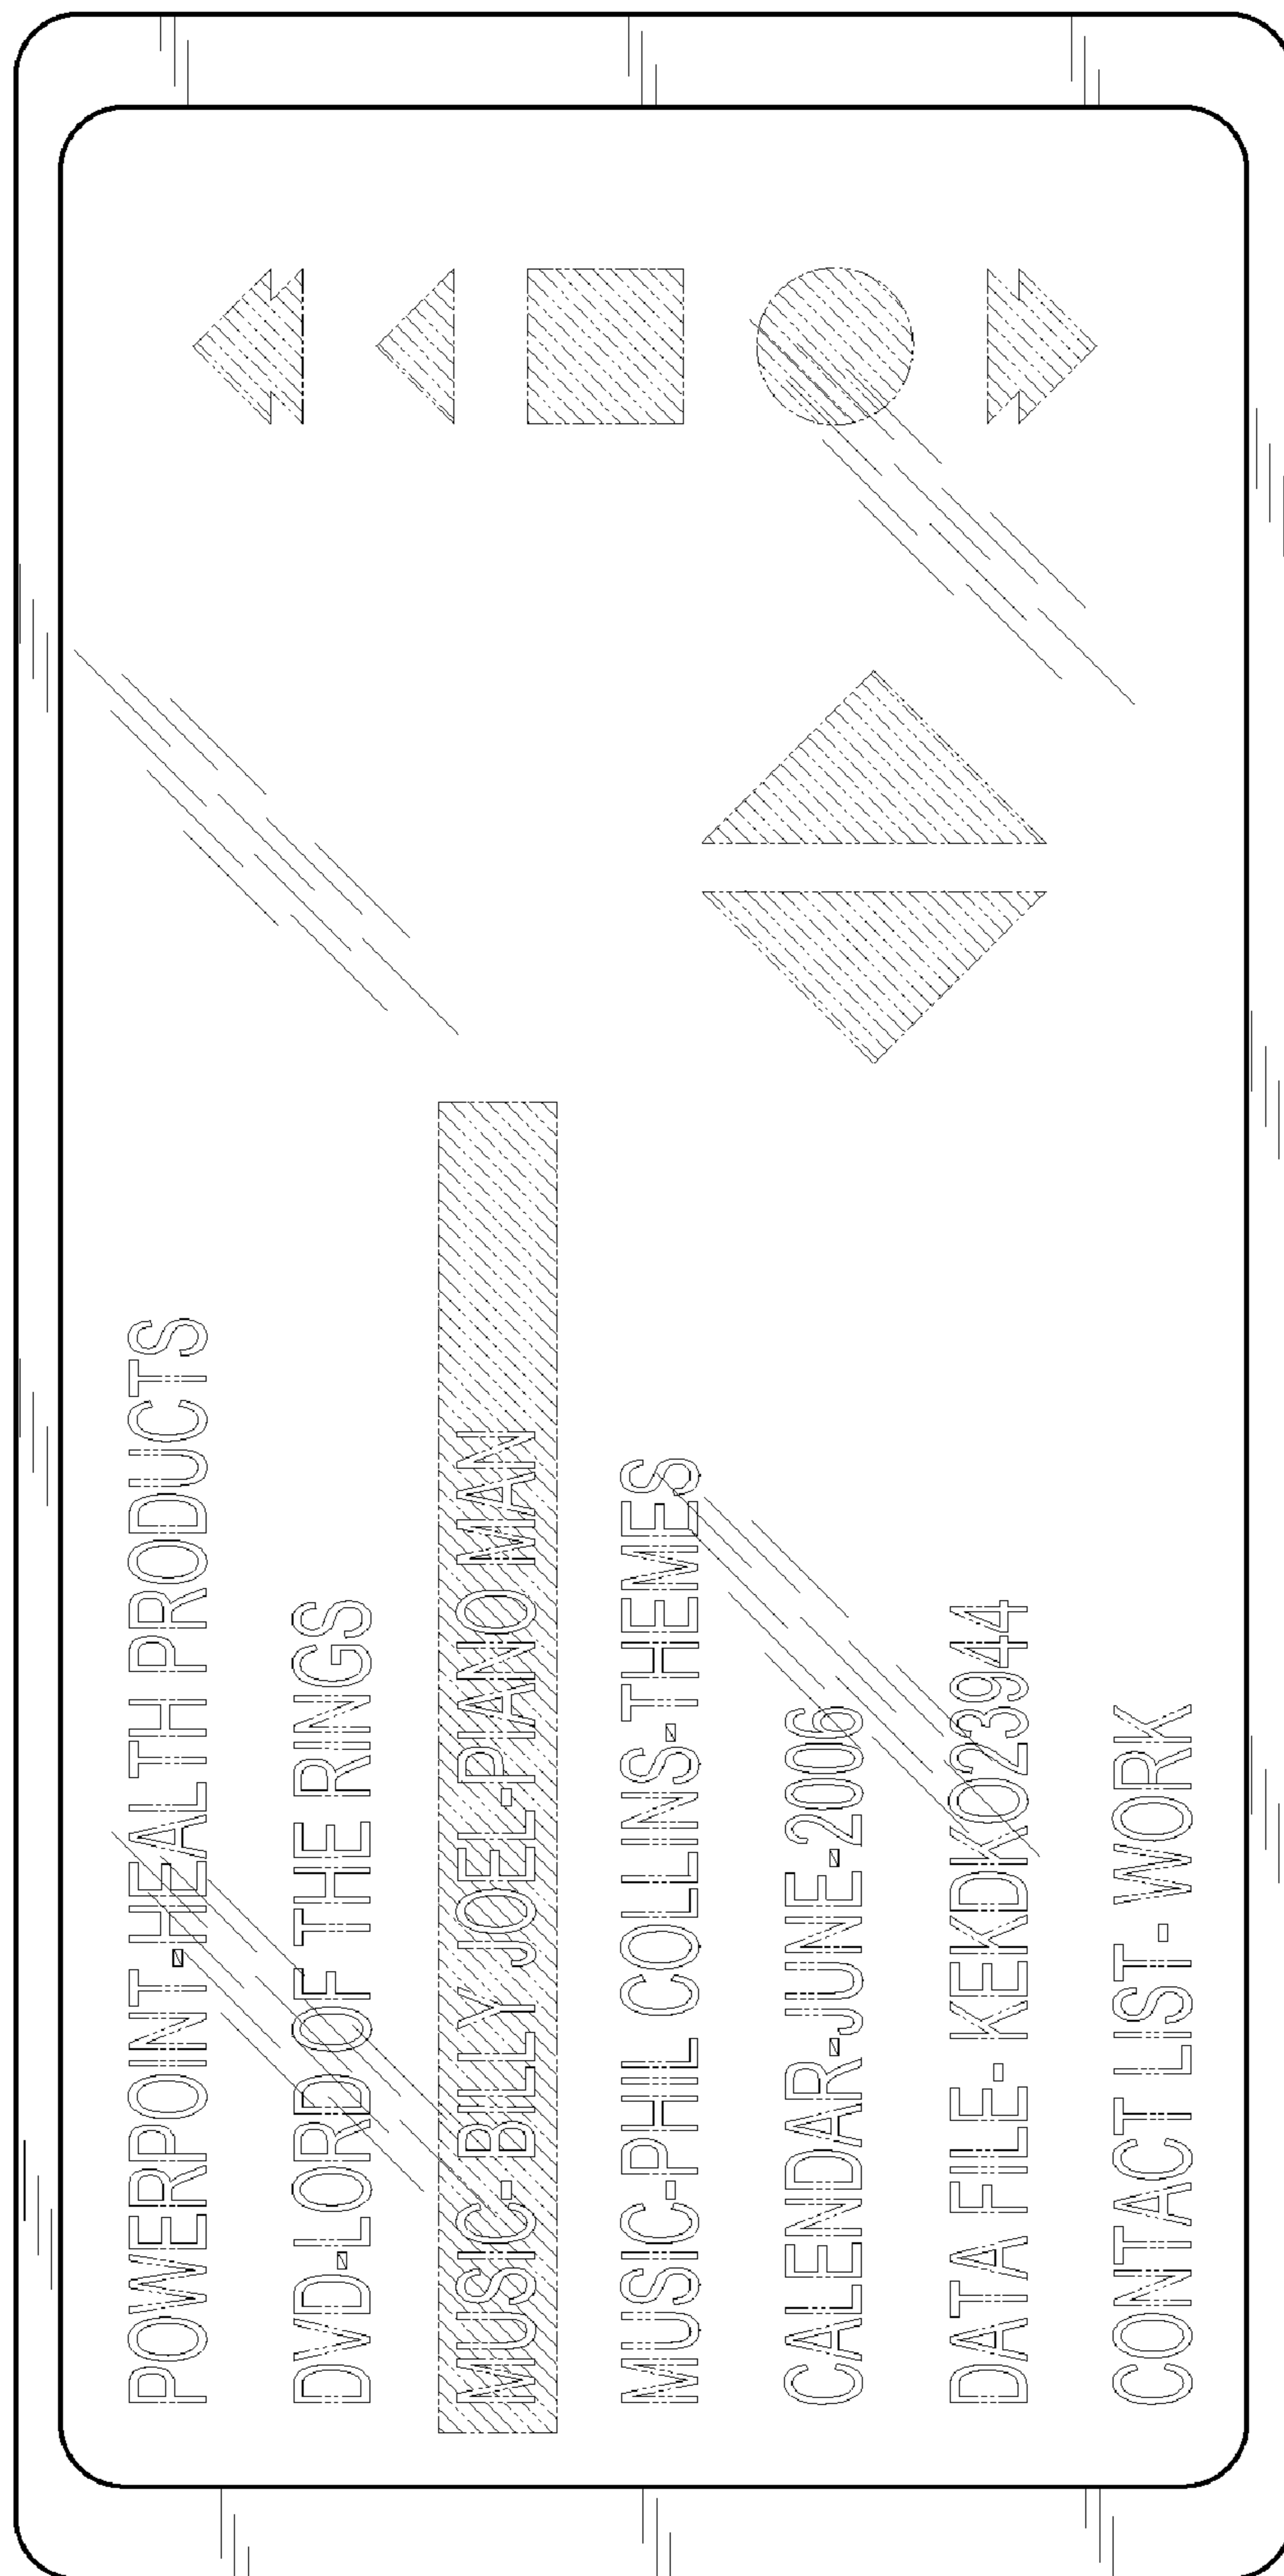 POWERPOINT-HEALTH PRODUCTS
DVD-LORD OF THE RINGS
MUSIC-BILLY JOEL-PIANO MAN
MUSIC-PHIL COLLINS-THEMES
CALENDAR-JUNE-2006
DATA FILE- KEKDKO23944
CONTACT LIST- WORK